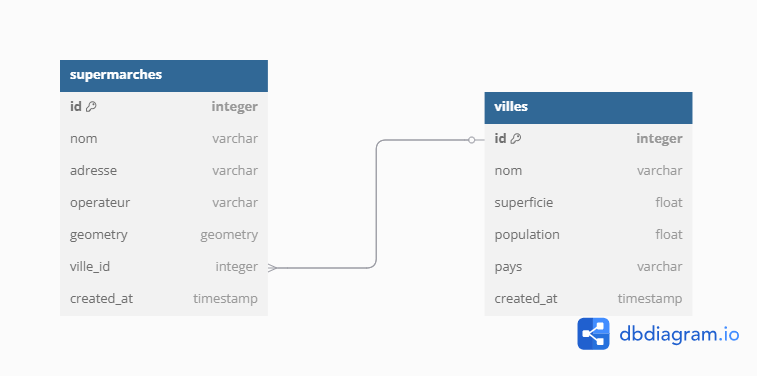 supermarches
id integer
nom varchar
adresse varchar
operateur varchar
geometry geometry
ville_id integer
created_at timestamp
villes
id integer
nom varchar
superficie float
population float
pays varchar
created_at timestamp
dbdiagram.io